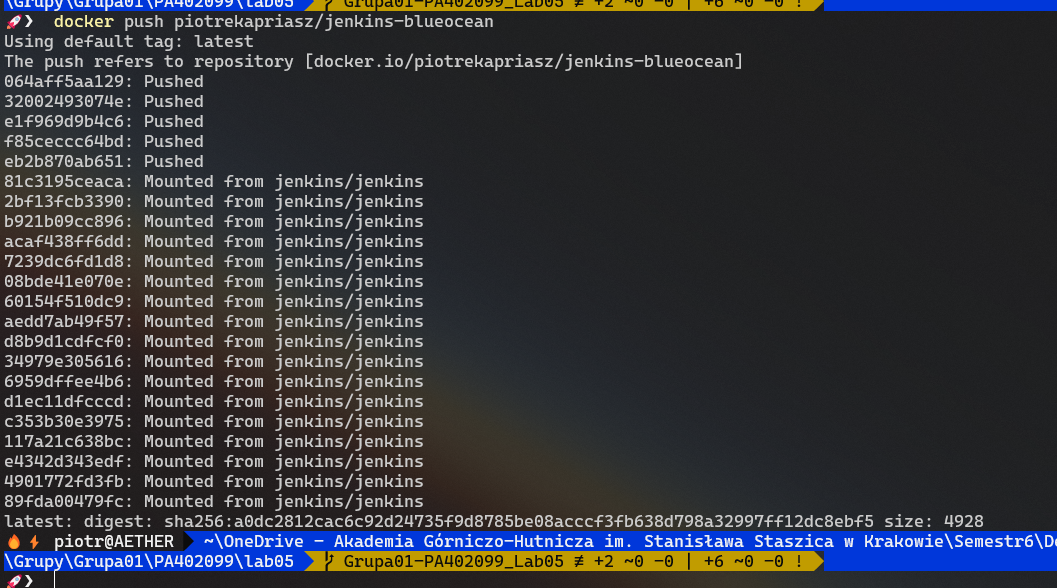 \Grupy\Grupa01\PA402099\lab05 Grupa01-PA402099_Lab05 ≢ +2 ~0 -0 | +6 ~0 -0 !
🚀❯ docker push piotrekapriasz/jenkins-blueocean
Using default tag: latest
The push refers to repository [docker.io/piotrekapriasz/jenkins-blueocean]
064aff5aa129: Pushed
32002493074e: Pushed
e1f969d9b4c6: Pushed
f85ceccc64bd: Pushed
eb2b870ab651: Pushed
81c3195ceaca: Mounted from jenkins/jenkins
2bf13fcb3390: Mounted from jenkins/jenkins
b921b09cc896: Mounted from jenkins/jenkins
acaf438ff6dd: Mounted from jenkins/jenkins
7239dc6fd1d8: Mounted from jenkins/jenkins
08bde41e070e: Mounted from jenkins/jenkins
60154f510dc9: Mounted from jenkins/jenkins
aedd7ab49f57: Mounted from jenkins/jenkins
d8b9d1cdfcf0: Mounted from jenkins/jenkins
34979e305616: Mounted from jenkins/jenkins
6959dffee4b6: Mounted from jenkins/jenkins
d1ec11dfcccd: Mounted from jenkins/jenkins
c353b30e3975: Mounted from jenkins/jenkins
117a21c638bc: Mounted from jenkins/jenkins
e4342d343edf: Mounted from jenkins/jenkins
4901772fd3fb: Mounted from jenkins/jenkins
89fda00479fc: Mounted from jenkins/jenkins
latest: digest: sha256:a0dc2812cac6c92d24735f9d8785be08acccf3fb638d798a32997ff12dc8ebf5 size: 4928
🔥⚡ piotr@AETHER ~\OneDrive - Akademia Górniczo-Hutnicza im. Stanisława Staszica w Krakowie\Semestr6\De
\Grupy\Grupa01\PA402099\lab05 Grupa01-PA402099_Lab05 ≢ +2 ~0 -0 | +6 ~0 -0 !
🚀❯